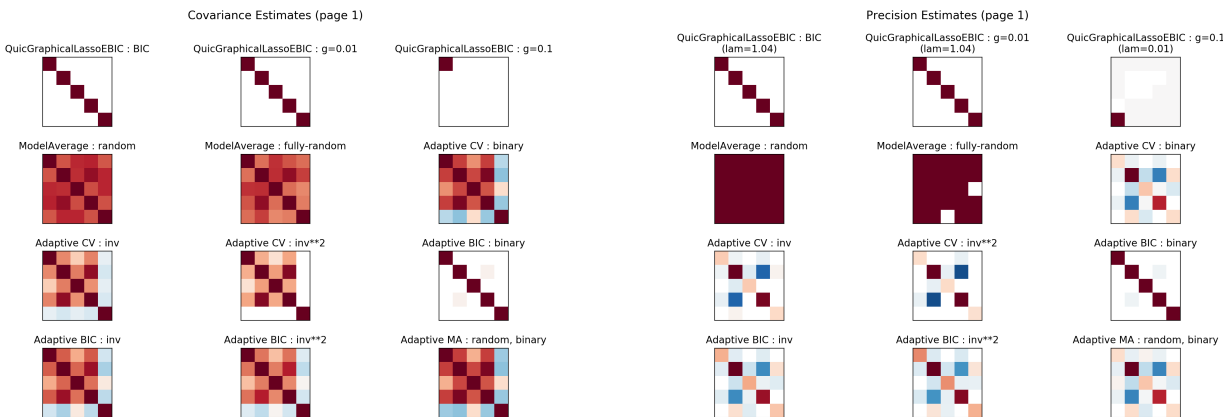 Covariance Estimates (page 1)
QuicGraphicalLassoEBIC : BIC
QuicGraphicalLassoEBIC : g=0.01
QuicGraphicalLassoEBIC : g=0.1
ModelAverage : random
ModelAverage : fully-random
Adaptive CV : binary
Adaptive CV : inv
Adaptive CV : inv**2
Adaptive BIC : binary
Adaptive BIC : inv
Adaptive BIC : inv**2
Adaptive MA : random, binary
Precision Estimates (page 1)
QuicGraphicalLassoEBIC : BIC
(lam=1.04)
QuicGraphicalLassoEBIC : g=0.01
(lam=1.04)
QuicGraphicalLassoEBIC : g=0.1
(lam=0.01)
ModelAverage : random
ModelAverage : fully-random
Adaptive CV : binary
Adaptive CV : inv
Adaptive CV : inv**2
Adaptive BIC : binary
Adaptive BIC : inv
Adaptive BIC : inv**2
Adaptive MA : random, binary